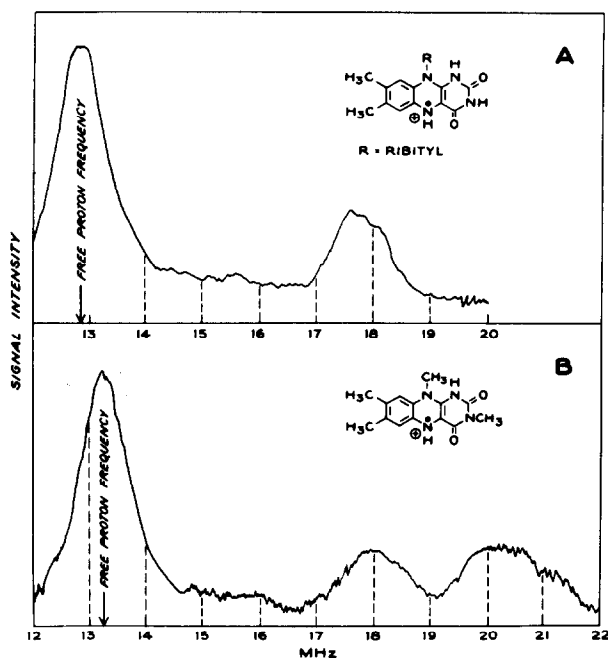 A
R
H
N
N
O
H₃C
H₃C
NH
N
H
O
⊕
R = RIBITYL
FREE PROTON FREQUENCY
13 14 15 16 17 18 19 20
SIGNAL INTENSITY
B
CH₃
H
N
N
O
H₃C
H₃C
NCH₃
N
H
O
⊕
FREE PROTON FREQUENCY
12 13 14 15 16 17 18 19 20 21 22
MHz